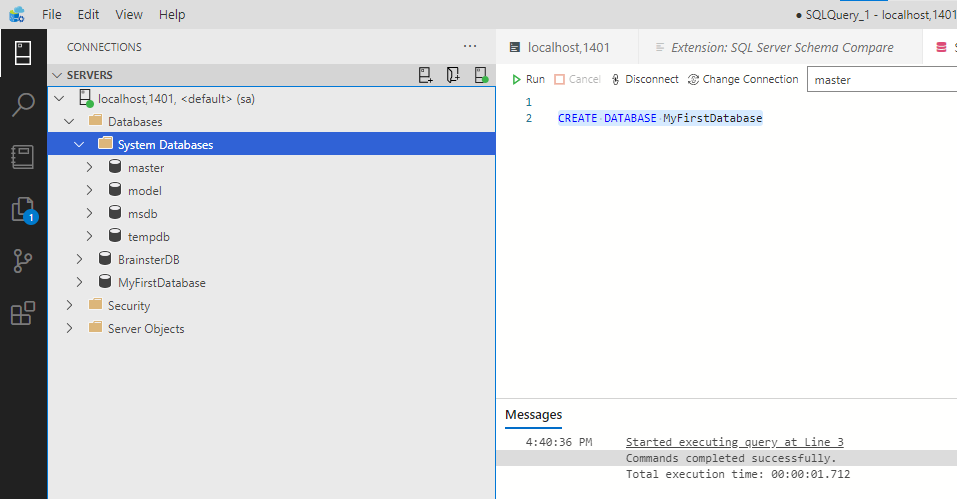 File Edit View Help
● SQLQuery_1 - localhost,1401
CONNECTIONS
localhost,1401
Extension: SQL Server Schema Compare
SERVERS
Run Cancel Disconnect Change Connection master
localhost,1401, <default> (sa)
Databases
System Databases
master
model
msdb
tempdb
BrainsterDB
MyFirstDatabase
Security
Server Objects
1
1
2 CREATE DATABASE MyFirstDatabase
Messages
4:40:36 PM Started executing query at Line 3
Commands completed successfully.
Total execution time: 00:00:01.712